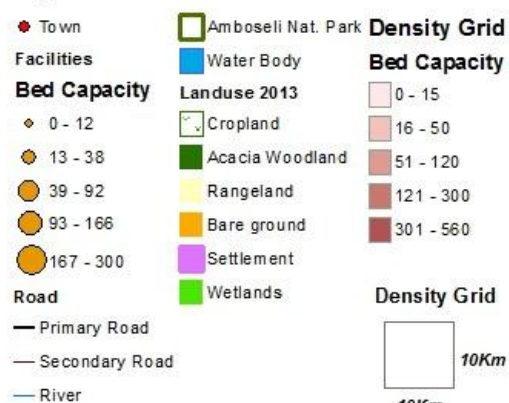 Town
Facilities
Bed Capacity
0 - 12
13 - 38
39 - 92
93 - 166
167 - 300
Road
Primary Road
Secondary Road
River
Amboseli Nat. Park
Water Body
Landuse 2013
Cropland
Acacia Woodland
Rangeland
Bare ground
Settlement
Wetlands
Density Grid
Bed Capacity
0 - 15
16 - 50
51 - 120
121 - 300
301 - 560
Density Grid
10Km
10Km